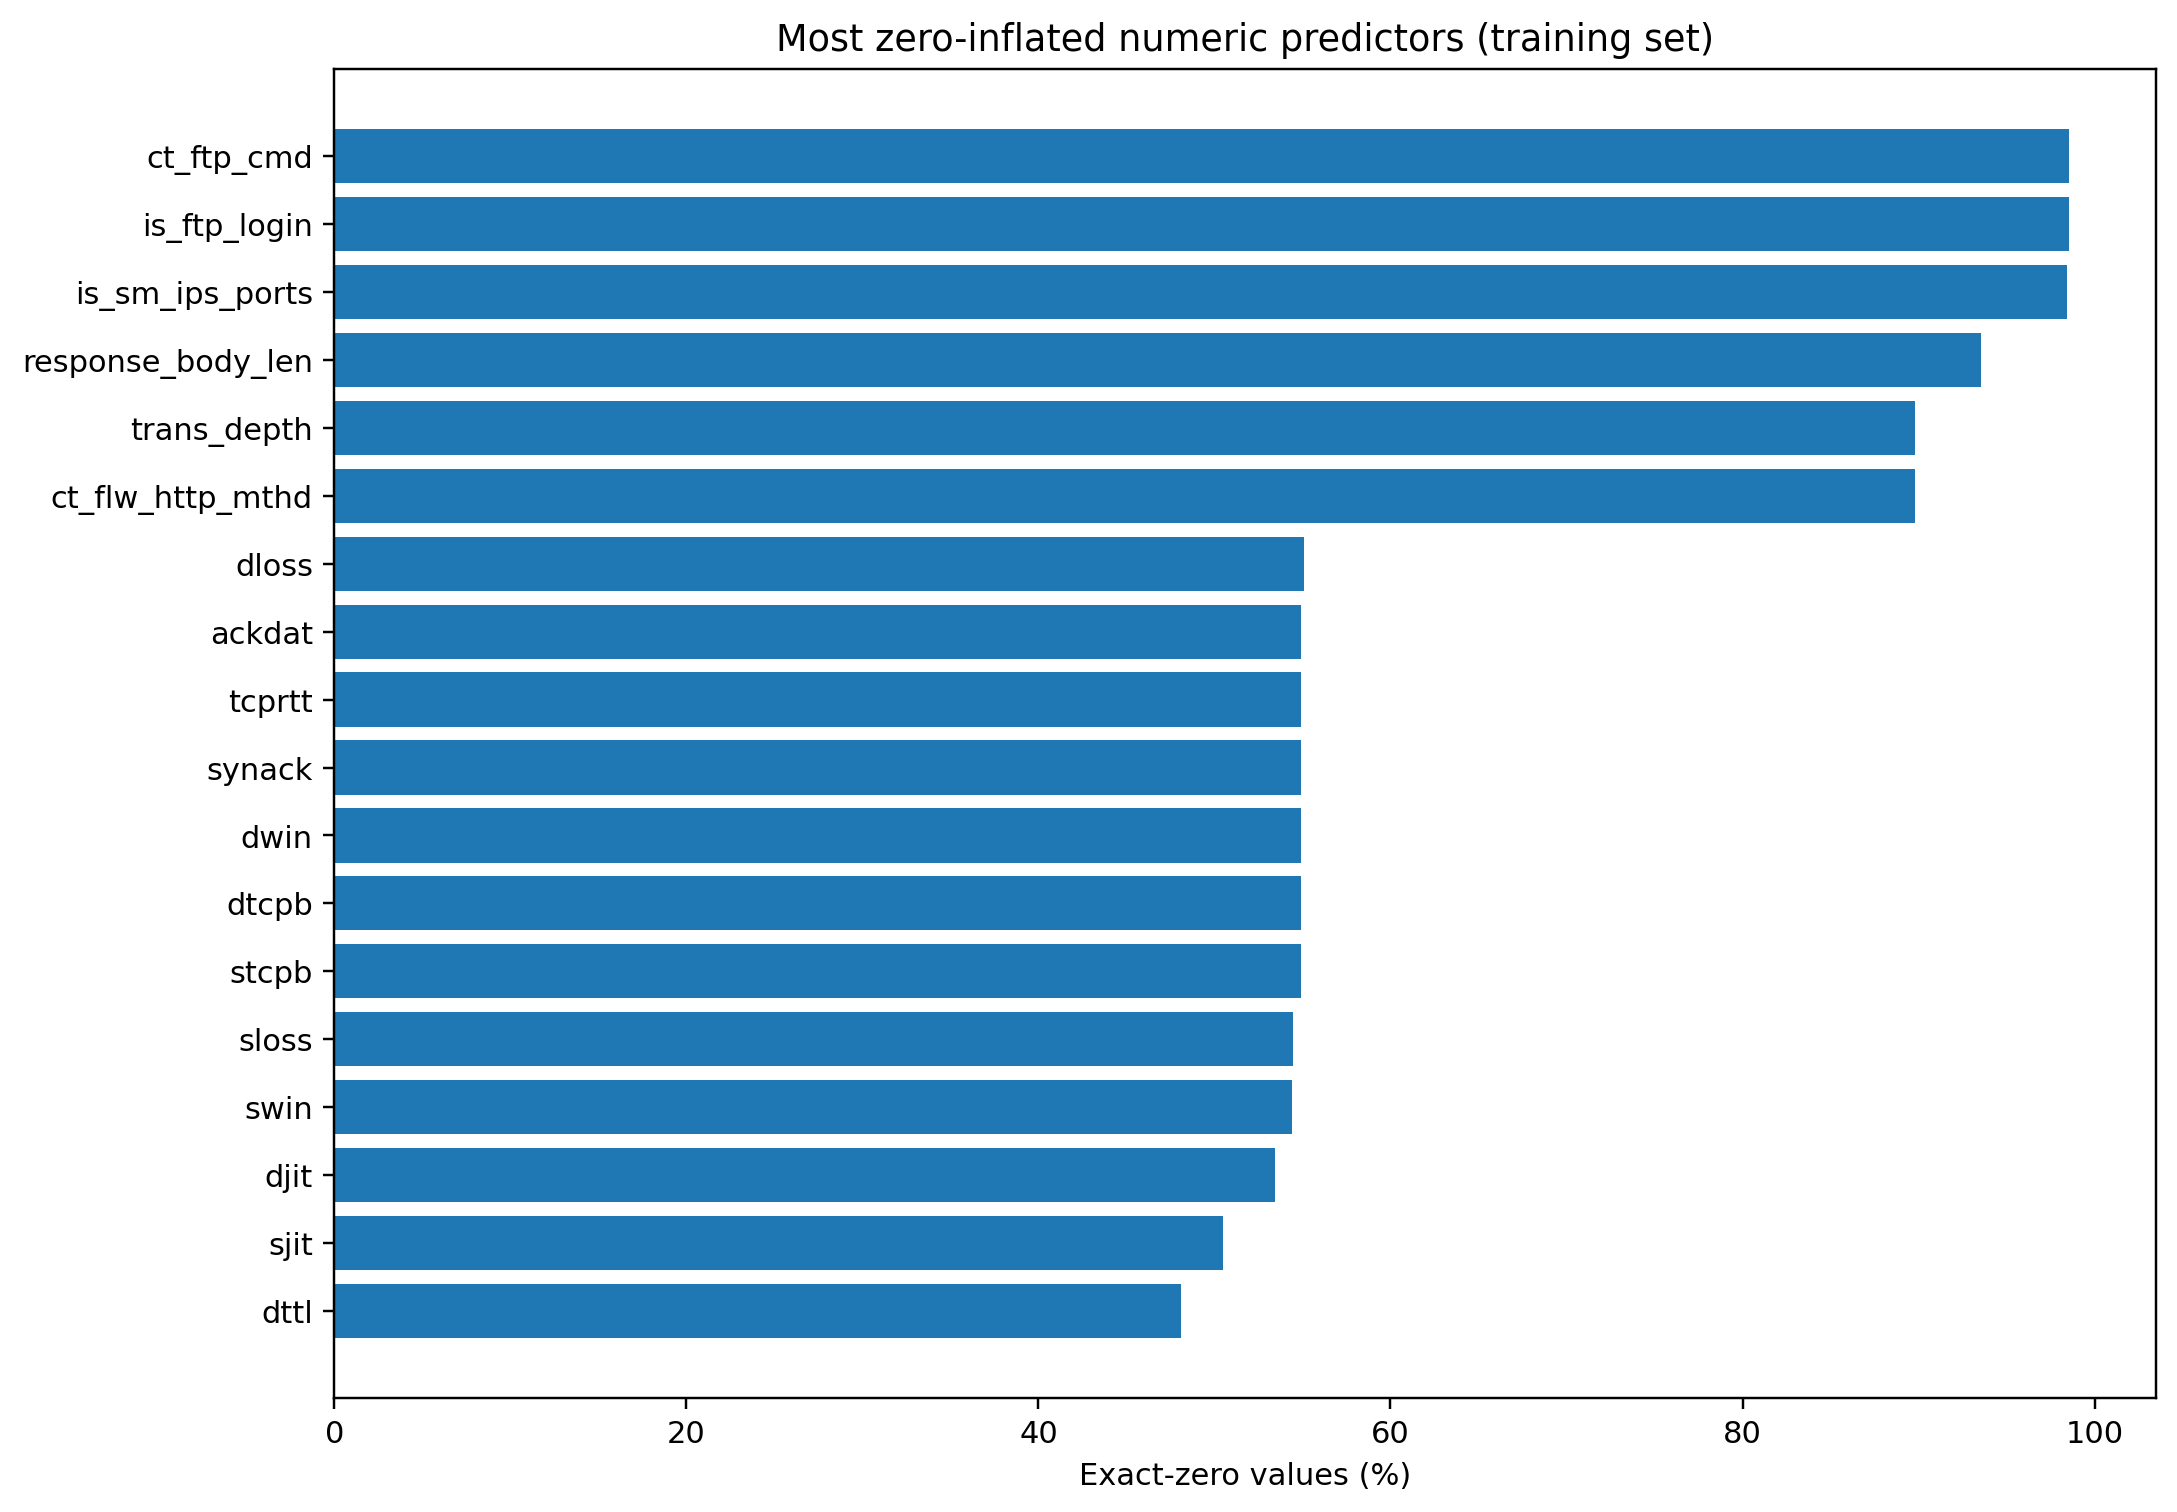 Most zero-inflated numeric predictors (training set)
ct_ftp_cmd
is_ftp_login
is_sm_ips_ports
response_body_len
trans_depth
ct_flw_http_mthd
dloss
ackdat
tcprtt
synack
dwin
dtcpb
stcpb
sloss
swin
djit
sjit
dttl
0 20 40 60 80 100
Exact-zero values (%)